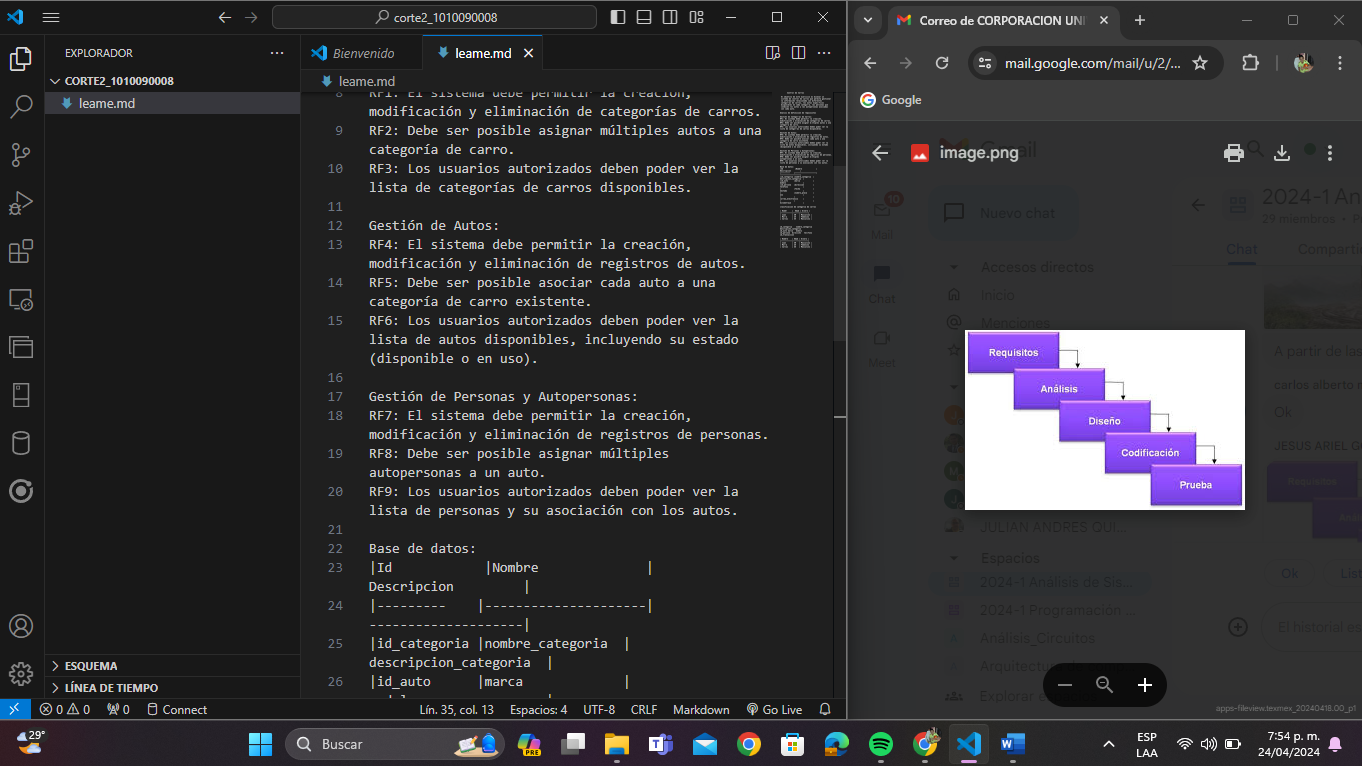 corte2_1010090008
EXPLORADOR
CORTE2_1010090008
leame.md
Bienvenido
leame.md
leame.md
8 RF1: El sistema debe permitir la creación,
modificación y eliminación de categorías de carros.
9 RF2: Debe ser posible asignar múltiples autos a una
categoría de carro.
10 RF3: Los usuarios autorizados deben poder ver la
lista de categorías de carros disponibles.
11
12 Gestión de Autos:
13 RF4: El sistema debe permitir la creación,
modificación y eliminación de registros de autos.
14 RF5: Debe ser posible asociar cada auto a una
categoría de carro existente.
15 RF6: Los usuarios autorizados deben poder ver la
lista de autos disponibles, incluyendo su estado
(disponible o en uso).
16
17 Gestión de Personas y Autopersonas:
18 RF7: El sistema debe permitir la creación,
modificación y eliminación de registros de personas.
19 RF8: Debe ser posible asignar múltiples
autopersonas a un auto.
20 RF9: Los usuarios autorizados deben poder ver la
lista de personas y su asociación con los autos.
21
22 Base de datos:
23 |Id |Nombre |
Descripcion |
24 |--------- |---------------------|
--------------------|
25 |id_categoria |nombre_categoria |
descripcion_categoria |
26 |id_auto |marca |
ESQUEMA
LÍNEA DE TIEMPO
0 0 0 Connect
Lín. 35, col. 13 Espacios: 4 UTF-8 CRLF Markdown Go Live
Correo de CORPORACION UNI
mail.google.com/mail/u/2/...
Google
image.png
Gmail
10
Mail
Chat
Meet
Nuevo chat
Accesos directos
Inicio
Menciones
JULIAN ANDRES QUI...
Espacios
2024-1 Análisis de Sis...
2024-1 Programación ...
Análisis_Circuitos
Explorar e
2024-1 An
29 miembros
Chat
Comparti
A partir de las
carlos alberto r
Ok
JESUS ARIEL G
Ok
List
El historial es
Requisitos
Análisis
Diseño
Codificación
Prueba
apps-fileview.texmex_20240418.00_p1
29°
Buscar
PRE
ESP
LAA
7:54 p. m.
24/04/2024